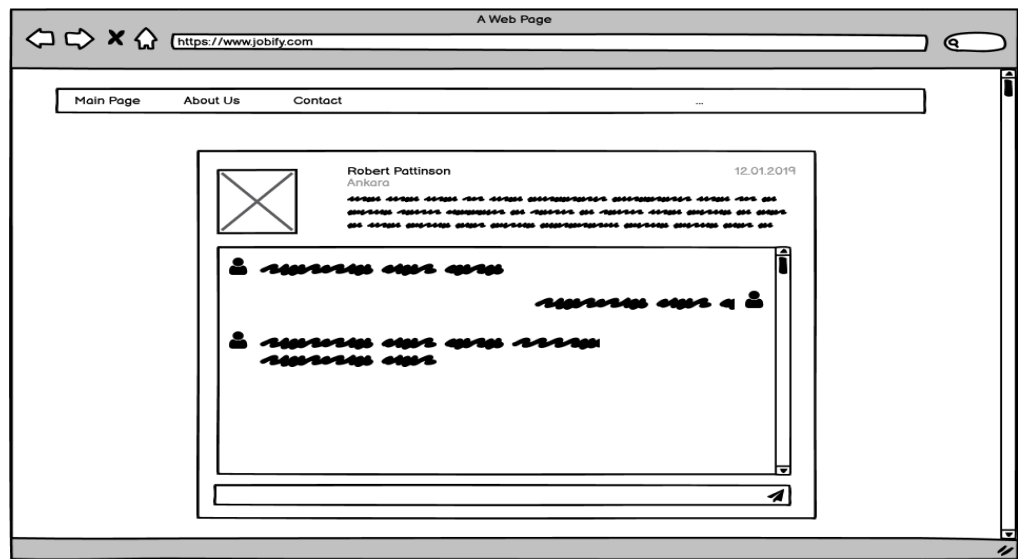 A Web Page
https://www.jobify.com
Main Page About Us Contact ...
Robert Pattinson 12.01.2019
Ankara